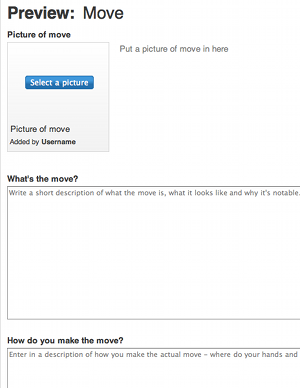 Preview: Move
Picture of move
Put a picture of move in here
Select a picture
Picture of move
Added by Username
What's the move?
Write a short description of what the move is, what it looks like and why it's notable.
How do you make the move?
Enter in a description of how you make the actual move - where do your hands and